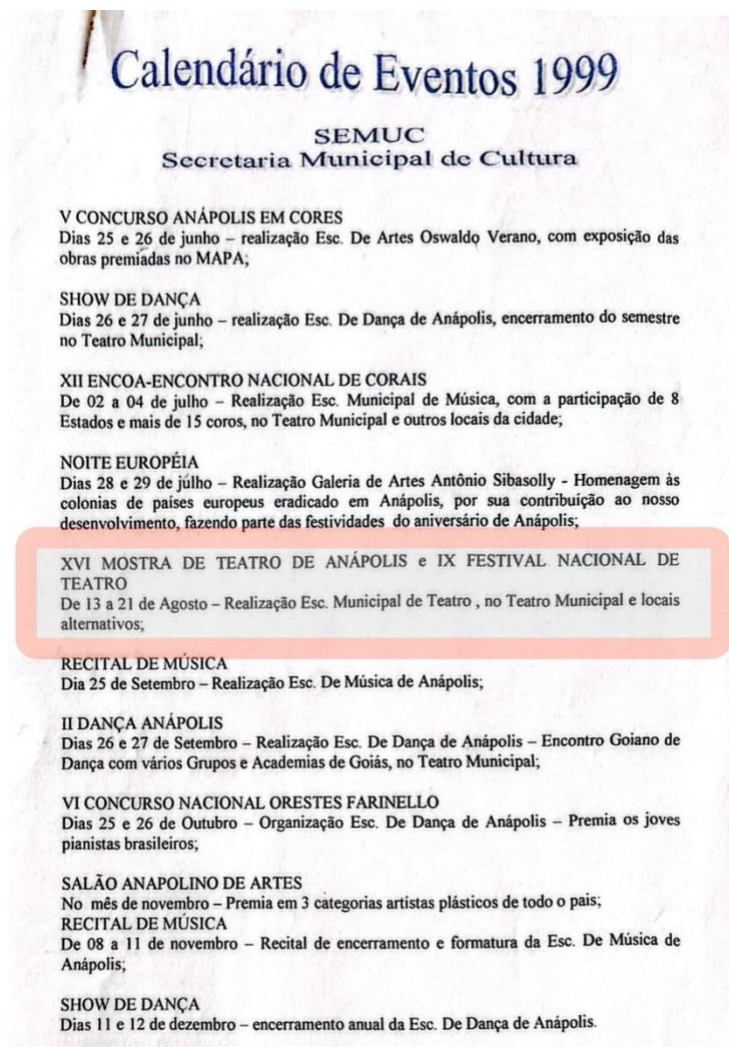 Calendário de Eventos 1999
SEMUC
Secretaria Municipal de Cultura
V CONCURSO ANÁPOLIS EM CORES
Dias 25 e 26 de junho – realização Esc. De Artes Oswaldo Verano, com exposição das
obras premiadas no MAPA;
SHOW DE DANÇA
Dias 26 e 27 de junho – realização Esc. De Dança de Anápolis, encerramento do semestre
no Teatro Municipal;
XII ENCOA-ENCONTRO NACIONAL DE CORAIS
De 02 a 04 de julho – Realização Esc. Municipal de Música, com a participação de 8
Estados e mais de 15 coros, no Teatro Municipal e outros locais da cidade;
NOITE EUROPÉIA
Dias 28 e 29 de júlho – Realização Galeria de Artes Antônio Sibasolly - Homenagem às
colonias de países europeus eradicado em Anápolis, por sua contribuição ao nosso
desenvolvimento, fazendo parte das festividades do aniversário de Anápolis;
XVI MOSTRA DE TEATRO DE ANÁPOLIS e IX FESTIVAL NACIONAL DE
TEATRO
De 13 a 21 de Agosto – Realização Esc. Municipal de Teatro , no Teatro Municipal e locais
alternativos;
RECITAL DE MÚSICA
Dia 25 de Setembro – Realização Esc. De Música de Anápolis;
II DANÇA ANÁPOLIS
Dias 26 e 27 de Setembro – Realização Esc. De Dança de Anápolis – Encontro Goiano de
Dança com vários Grupos e Academias de Goiás, no Teatro Municipal;
VI CONCURSO NACIONAL ORESTES FARINELLO
Dias 25 e 26 de Outubro – Organização Esc. De Dança de Anápolis – Premia os joves
pianistas brasileiros;
SALÃO ANAPOLINO DE ARTES
No mês de novembro – Premia em 3 categorias artistas plásticos de todo o pais;
RECITAL DE MÚSICA
De 08 a 11 de novembro – Recital de encerramento e formatura da Esc. De Música de
Anápolis;
SHOW DE DANÇA
Dias 11 e 12 de dezembro – encerramento anual da Esc. De Dança de Anápolis.